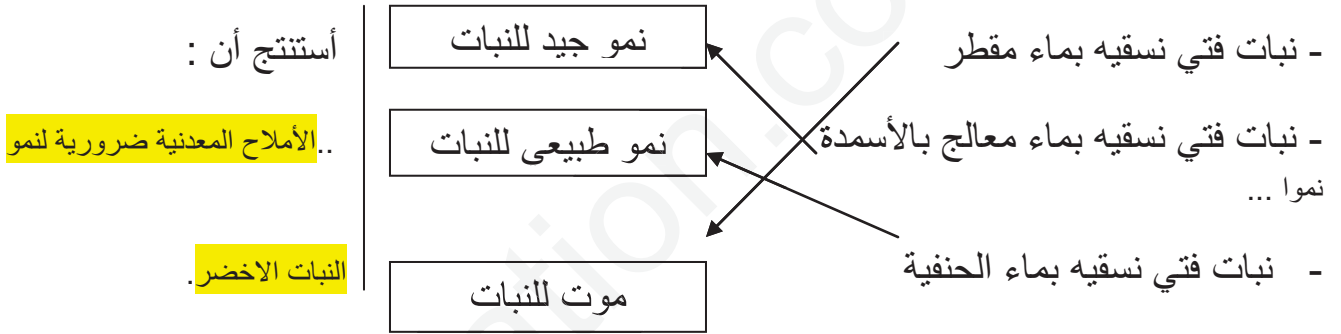 - نبات فتي نسقيه بماء مقطر
- نبات فتي نسقيه بماء معالج بالأسمدة
نموا ...
- نبات فتي نسقيه بماء الحنفية
نمو جيد للنبات
نمو طبيعى للنبات
موت للنبات
أستنتج أن :
..الأملاح المعدنية ضرورية لنمو
النبات الاخضر.